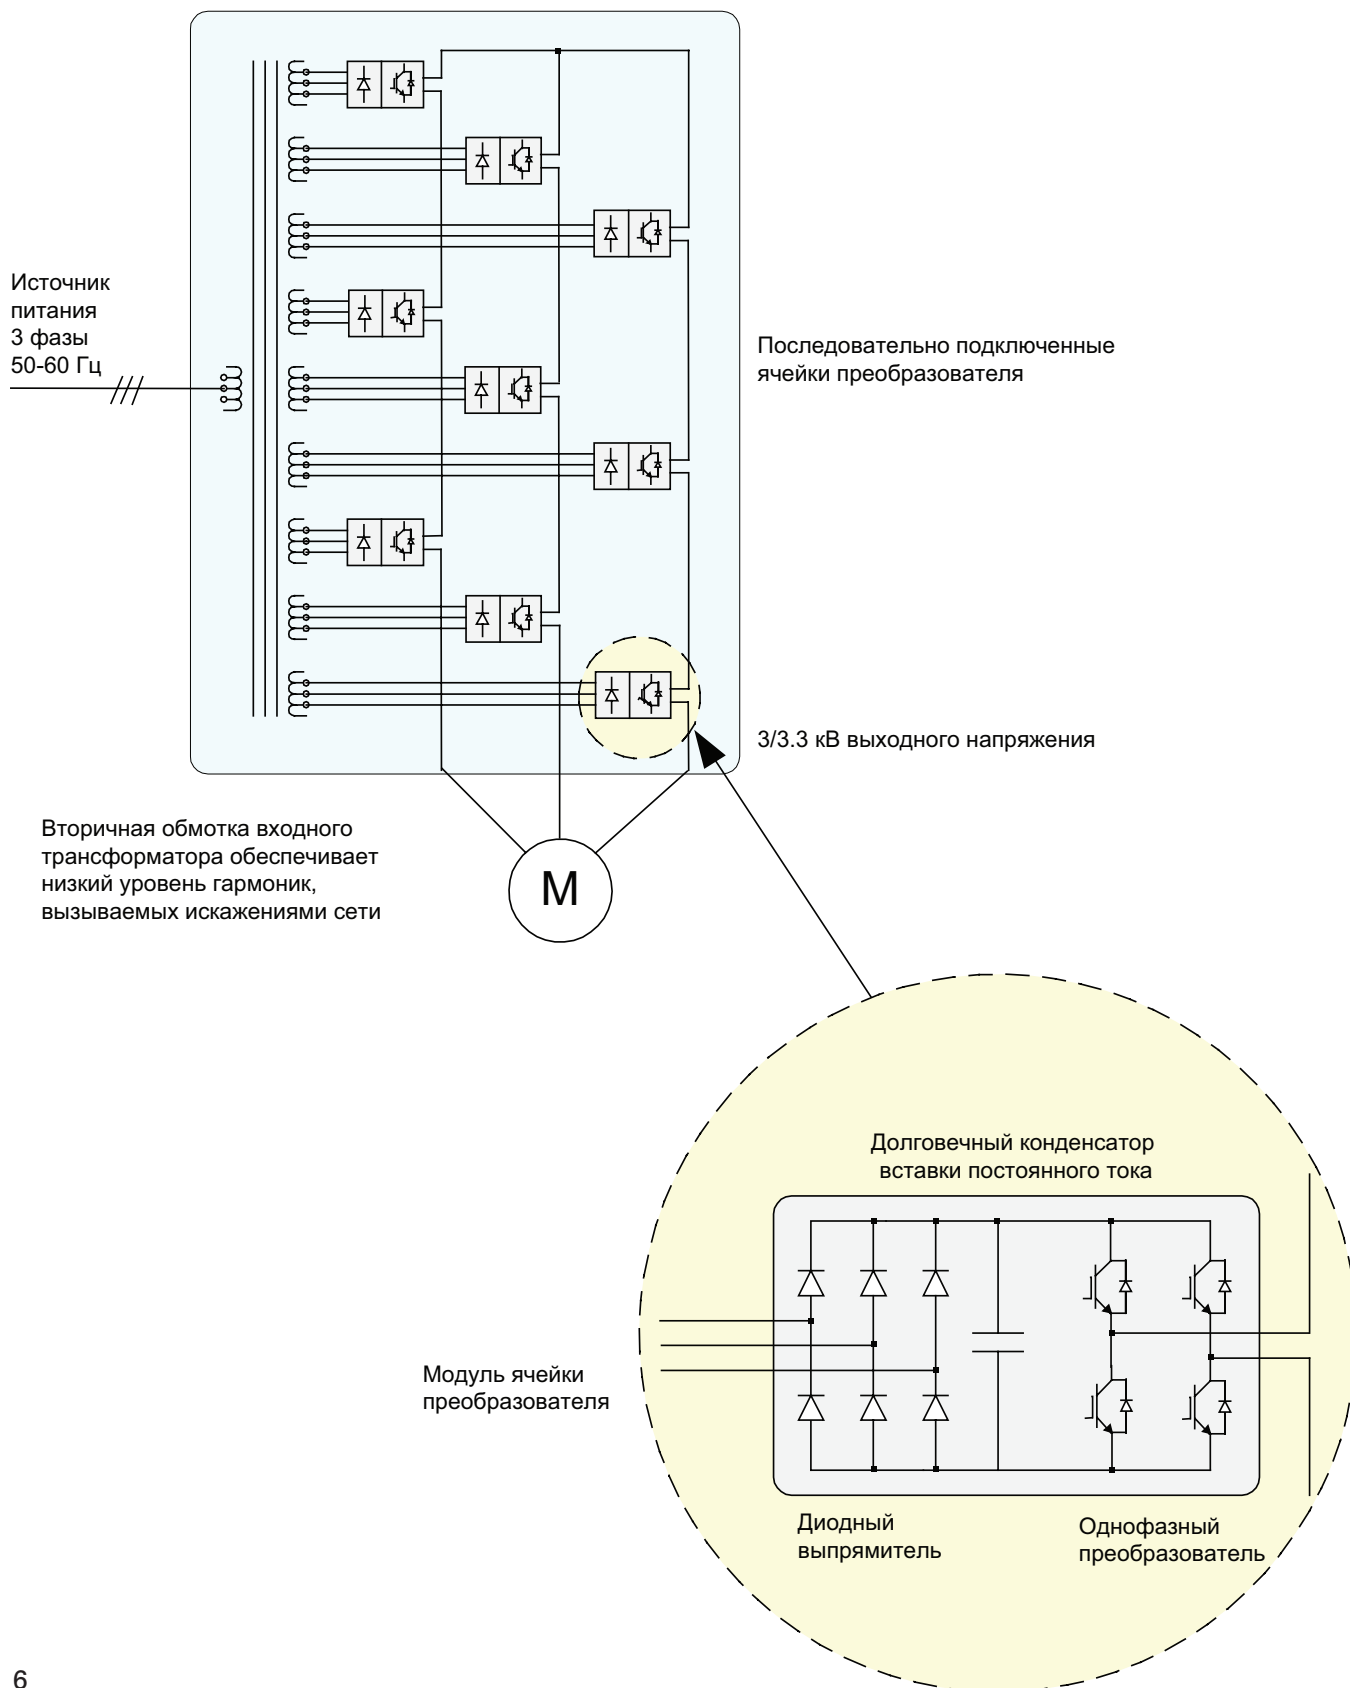 Источник
питания
3 фазы
50-60 Гц
Последовательно подключенные
ячейки преобразователя
3/3.3 кВ выходного напряжения
Вторичная обмотка входного
трансформатора обеспечивает
низкий уровень гармоник,
вызываемых искажениями сети
M
Долговечный конденсатор
вставки постоянного тока
Модуль ячейки
преобразователя
Диодный
выпрямитель
Однофазный
преобразователь
6